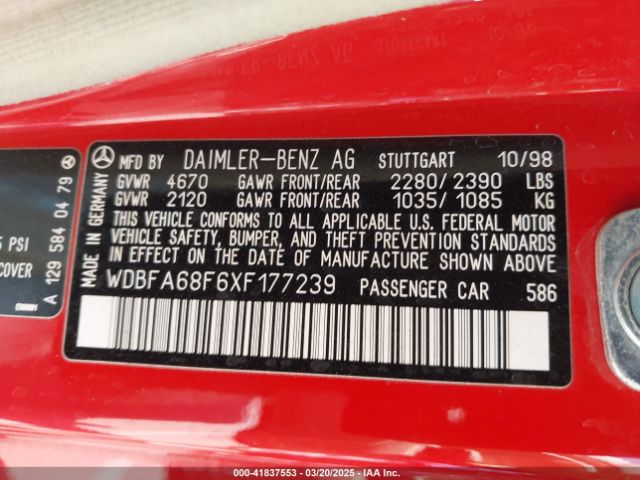 MFD BY DAIMLER-BENZ AG STUTTGART 10/98
GVWR 4670 GAWR FRONT/REAR 2280/2390 LBS
GVWR 2120 GAWR FRONT/REAR 1035/1085 KG
THIS VEHICLE CONFORMS TO ALL APPLICABLE U.S. FEDERAL MOTOR
VEHICLE SAFETY, BUMPER, AND THEFT PREVENTION STANDARDS
IN EFFECT ON THE DATE OF MANUFACTURE SHOWN ABOVE
WDBFA68F6XF177239 PASSENGER CAR 586
MADE IN GERMANY
A 129 584 04 79
PSI
COVER
STUTTGART 10/98
000-41837553 — 03/20/2025 — IAA Inc.